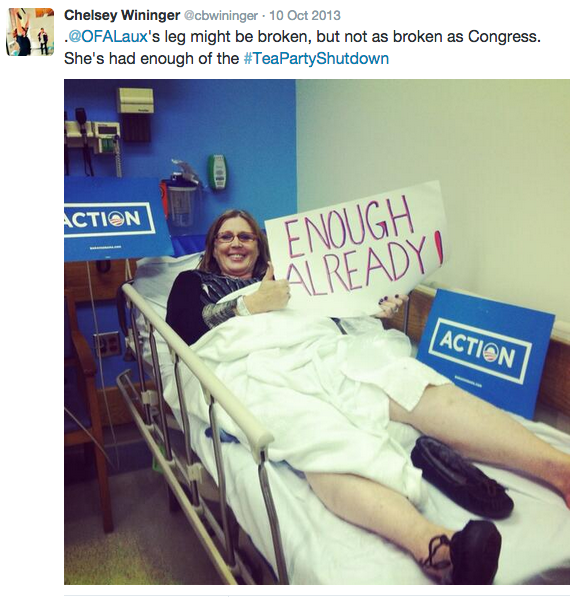 Chelsey Wininger @cbwininger · 10 Oct 2013
.@OFALaux's leg might be broken, but not as broken as Congress.
She's had enough of the #TeaPartyShutdown
ACTION
ENOUGH
ALREADY!
ACTION